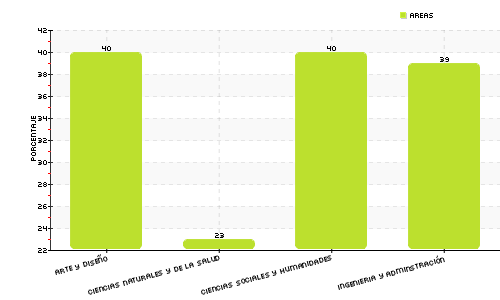 AREAS
42
40
38
36
34
32
30
28
26
24
22
PORCENTAJE
40
23
40
39
ARTE Y DISEÑO
CIENCIAS NATURALES Y DE LA SALUD
CIENCIAS SOCIALES Y HUMANIDADES
INGENIERIA Y ADMINSTRACIÓN